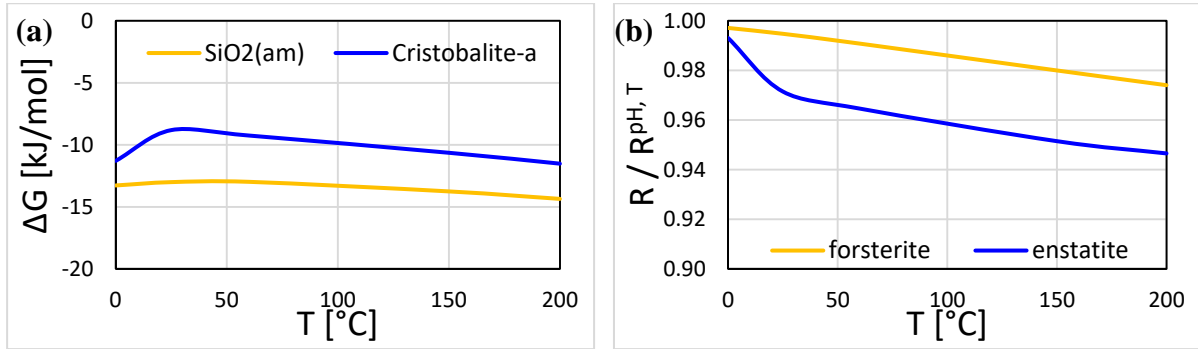 (a)
0
-5
-10
-15
-20
ΔG [kJ/mol]
SiO2(am) Cristobalite-a
0 50 100 150 200
T [°C]
(b)
1.00
0.98
0.96
0.94
0.92
0.90
R / R^pH, T
forsterite enstatite
0 50 100 150 200
T [°C]